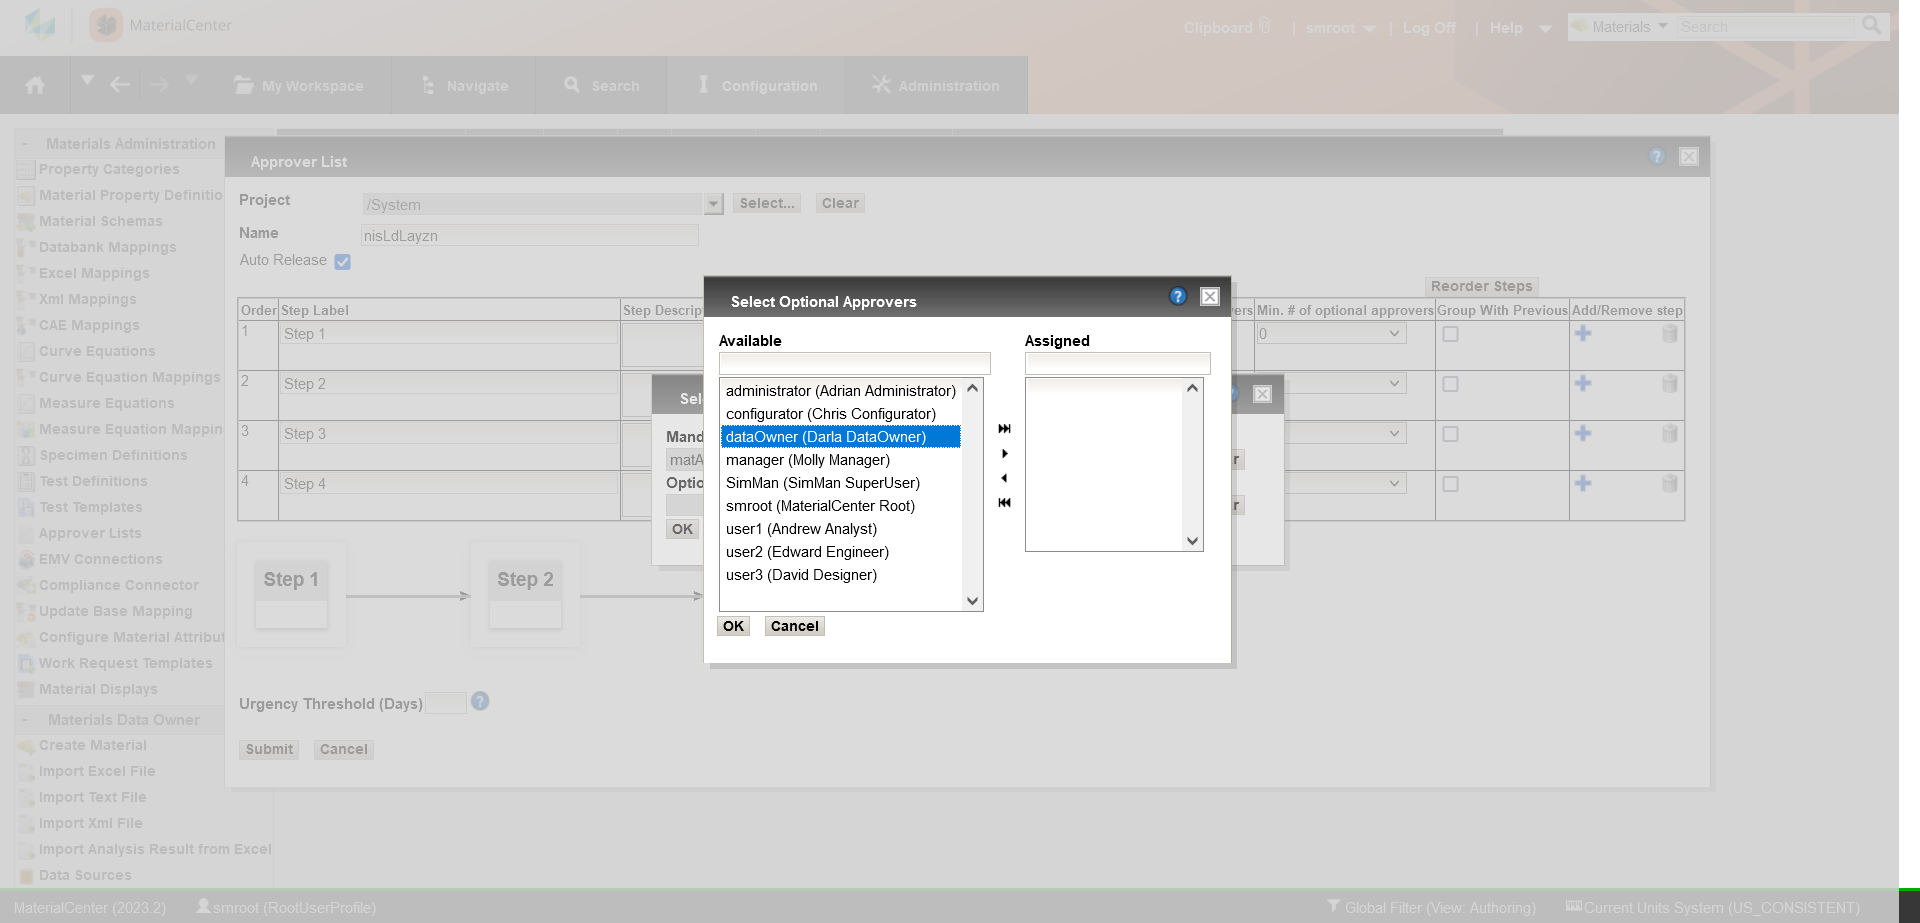 MaterialCenter
Clipboard | smroot | Log Off | Help Materials Search
My Workspace Navigate Search Configuration Administration
- Materials Administration
Property Categories
Material Property Definitio
Material Schemas
Databank Mappings
Excel Mappings
Xml Mappings
CAE Mappings
Curve Equations
Curve Equation Mappings
Measure Equations
Measure Equation Mappin
Specimen Definitions
Test Definitions
Test Templates
Approver Lists
EMV Connections
Compliance Connector
Update Base Mapping
Configure Material Attribut
Work Request Templates
Material Displays
- Materials Data Owner
Create Material
Import Excel File
Import Text File
Import Xml File
Import Analysis Result from Excel
Data Sources
Approver List
Project /System Select... Clear
Name nisLdLayzn
Auto Release
Reorder Steps
Order Step Label Step Descrip vers Min. # of optional approvers Group With Previous Add/Remove step
1 Step 1 0
2 Step 2
3 Step 3
4 Step 4
Sel
Mand
matA r
Optio
r
OK
Select Optional Approvers
Available Assigned
administrator (Adrian Administrator)
configurator (Chris Configurator)
dataOwner (Darla DataOwner)
manager (Molly Manager)
SimMan (SimMan SuperUser)
smroot (MaterialCenter Root)
user1 (Andrew Analyst)
user2 (Edward Engineer)
user3 (David Designer)
OK Cancel
Step 1 Step 2
Urgency Threshold (Days)
Submit Cancel
MaterialCenter (2023.2) smroot (RootUserProfile) Global Filter (View: Authoring) Current Units System (US_CONSISTENT)